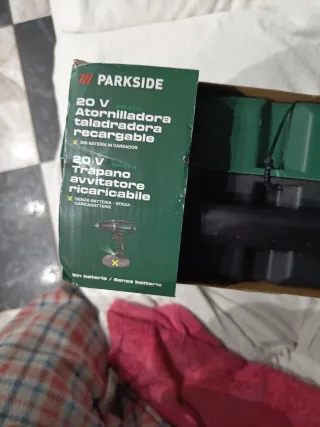 PARKSIDE
20 V
Atornilladora
taladradora
recargable
SIN BATERÍA NI CARGADOR
20 V
Trapano
avvitatore
ricaricabile
SENZA BATTERIA - SENZA
CARICABATTERIE
Sin batería / Senza batteria